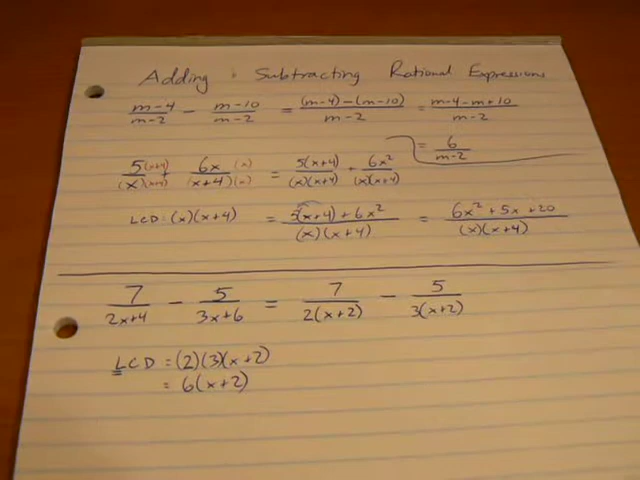 Adding & Subtracting Rational Expressions
(m-4)/(m-2) - (m-10)/(m-2) = ((m-4)-(m-10))/(m-2) = (m-4-m+10)/(m-2)
= 6/(m-2)
5(x+4)/(x)(x+4) + 6x(x)/(x+4)(x) = 5(x+4)/(x)(x+4) + 6x²/(x)(x+4)
LCD: (x)(x+4) = (5(x+4)+6x²)/(x)(x+4) = (6x²+5x+20)/(x)(x+4)
7/(2x+4) - 5/(3x+6) = 7/2(x+2) - 5/3(x+2)
LCD = (2)(3)(x+2)
= 6(x+2)